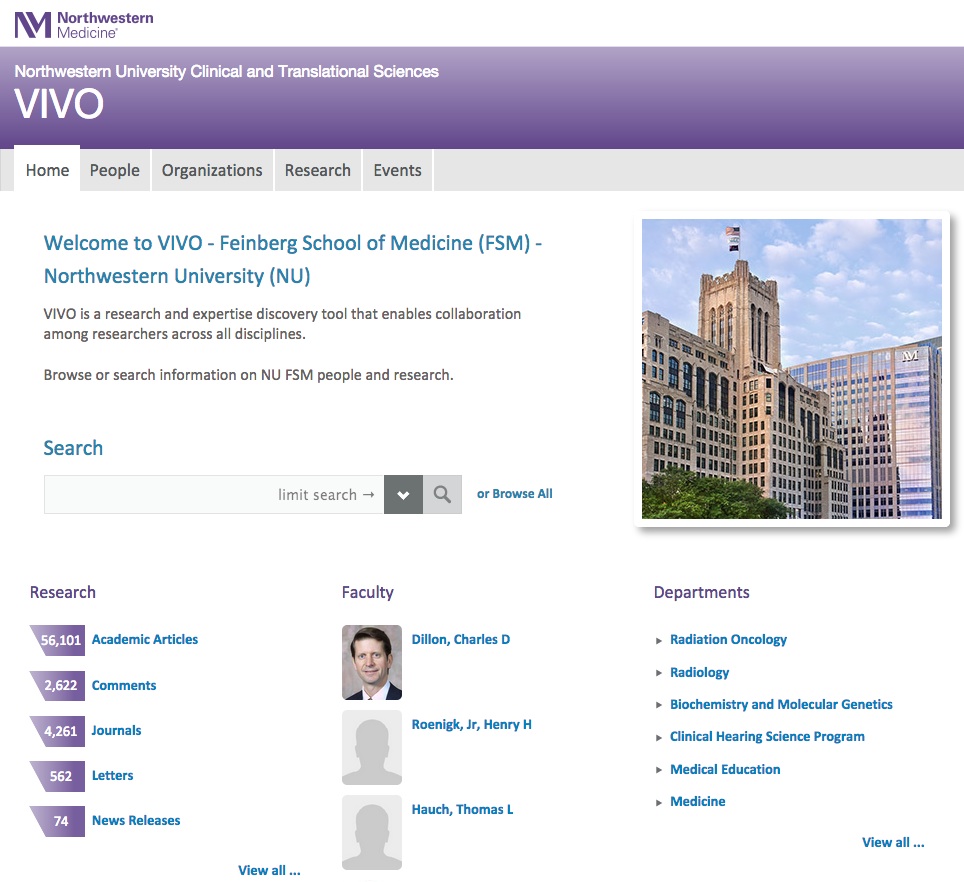 Northwestern
Medicine®
Northwestern University Clinical and Translational Sciences
VIVO
Home
People
Organizations
Research
Events
Welcome to VIVO - Feinberg School of Medicine (FSM) -
Northwestern University (NU)
VIVO is a research and expertise discovery tool that enables collaboration
among researchers across all disciplines.
Browse or search information on NU FSM people and research.
Search
limit search →
or Browse All
Research
56,101 Academic Articles
2,622 Comments
4,261 Journals
562 Letters
74 News Releases
View all ...
Faculty
Dillon, Charles D
Roenigk, Jr, Henry H
Hauch, Thomas L
Departments
Radiation Oncology
Radiology
Biochemistry and Molecular Genetics
Clinical Hearing Science Program
Medical Education
Medicine
View all ...